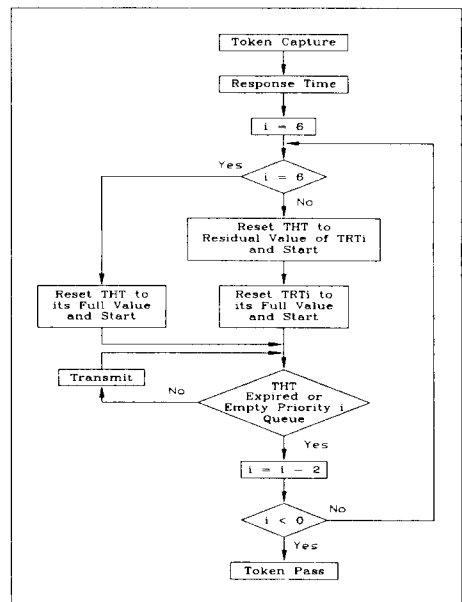 Token Capture
Response Time
i = 6
Yes
i = 6
No
Reset THT to
Residual Value of TRTi
and Start
Reset THT to
its Full Value
and Start
Reset TRTi to
its Full Value
and Start
Transmit
No
THT
Expired or
Empty Priority i
Queue
Yes
i = i - 2
No
i < 0
Yes
Token Pass